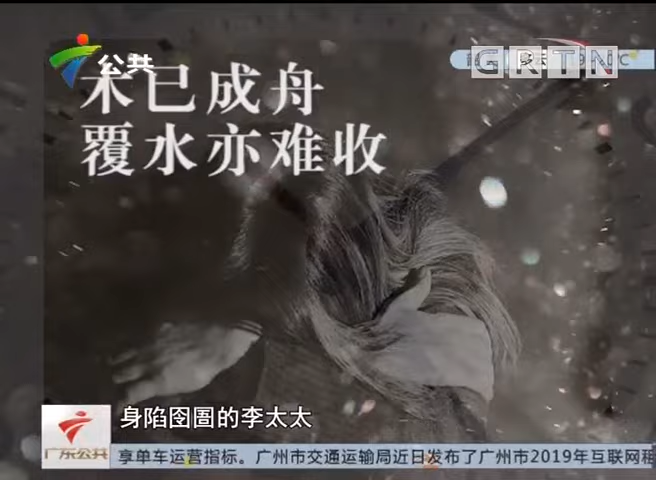 公共
GRTN
木已成舟
覆水亦难收
身陷囹圄的李太太
广东公共
享单车运营指标。广州市交通运输局近日发布了广州市2019年互联网租